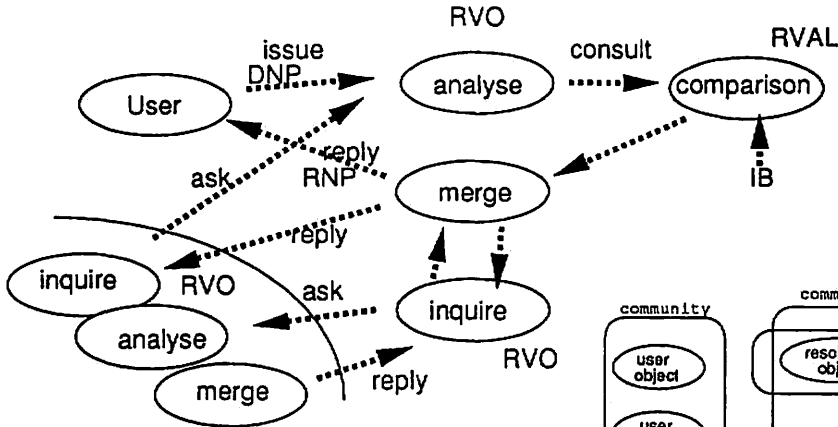 RVO
issue
consult
RVAL
DNP
User
analyse
comparison
reply
ask
RNP
merge
IB
reply
inquire
RVO
ask
inquire
community
analyse
RVO
user
object
merge
reply
user